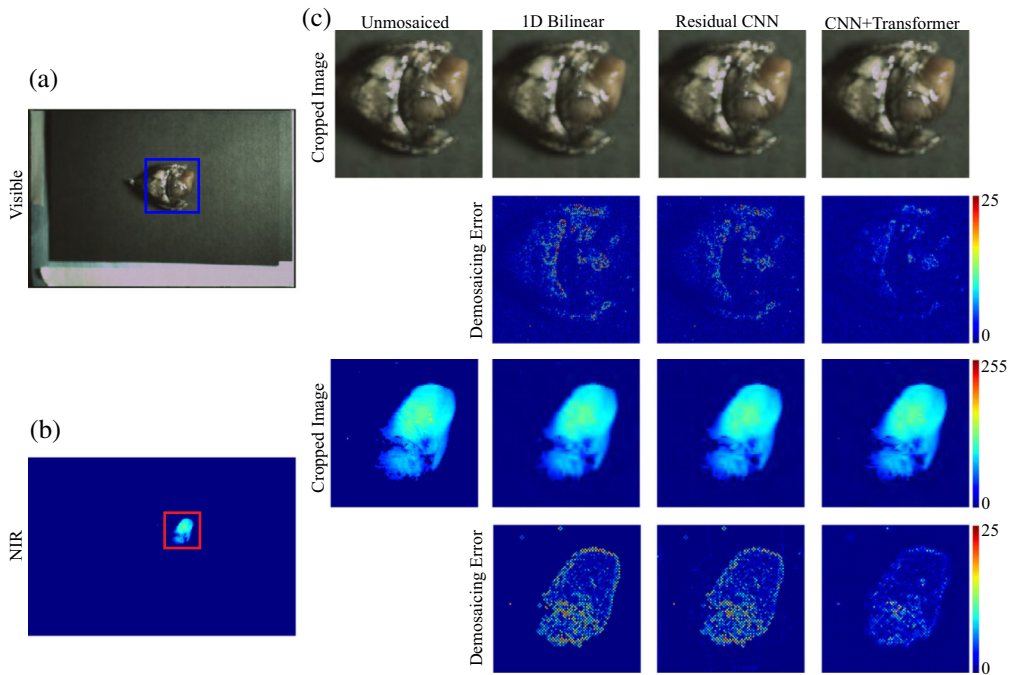 (c)
Unmosaiced
1D Bilinear
Residual CNN
CNN+Transformer
(a)
Visible
Cropped Image
Demosaicing Error
25
0
(b)
NIR
Cropped Image
255
0
Demosaicing Error
25
0